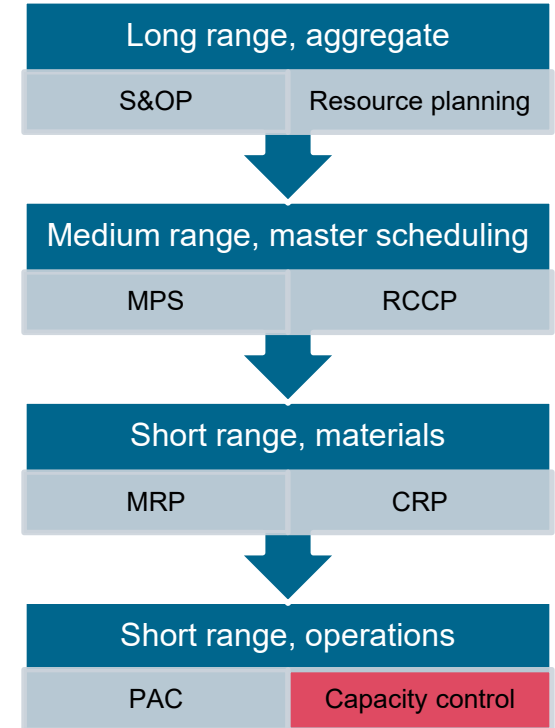 Long range, aggregate
S&OP
Resource planning
Medium range, master scheduling
MPS
RCCP
Short range, materials
MRP
CRP
Short range, operations
PAC
Capacity control